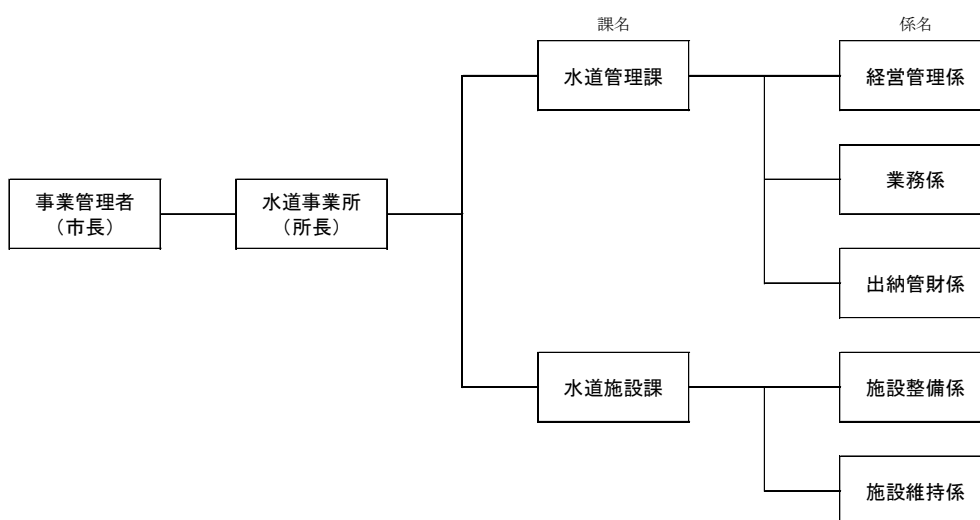 課名
係名
水道管理課
経営管理係
業務係
事業管理者
（市長）
水道事業所
（所長）
出納管財係
水道施設課
施設整備係
施設維持係